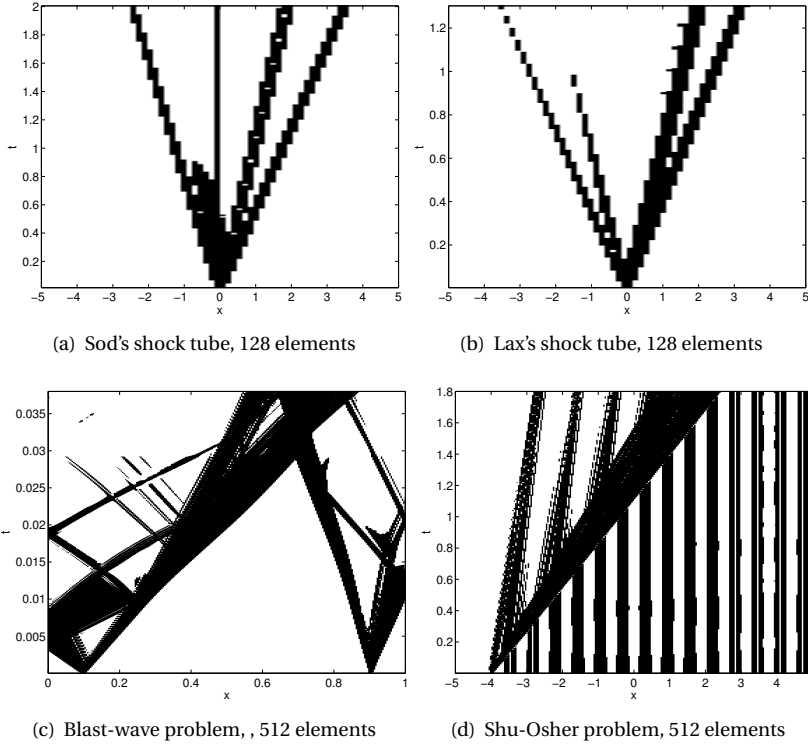 2
1.8
1.6
1.4
1.2
1
0.8
0.6
0.4
0.2
t
−5 −4 −3 −2 −1 0 1 2 3 4 5
x
(a) Sod's shock tube, 128 elements
1.2
1
0.8
0.6
0.4
0.2
t
−5 −4 −3 −2 −1 0 1 2 3 4 5
x
(b) Lax's shock tube, 128 elements
0.035
0.03
0.025
0.02
0.015
0.01
0.005
t
0 0.2 0.4 0.6 0.8 1
x
(c) Blast-wave problem, , 512 elements
1.8
1.6
1.4
1.2
1
0.8
0.6
0.4
0.2
t
−5 −4 −3 −2 −1 0 1 2 3 4
x
(d) Shu-Osher problem, 512 elements